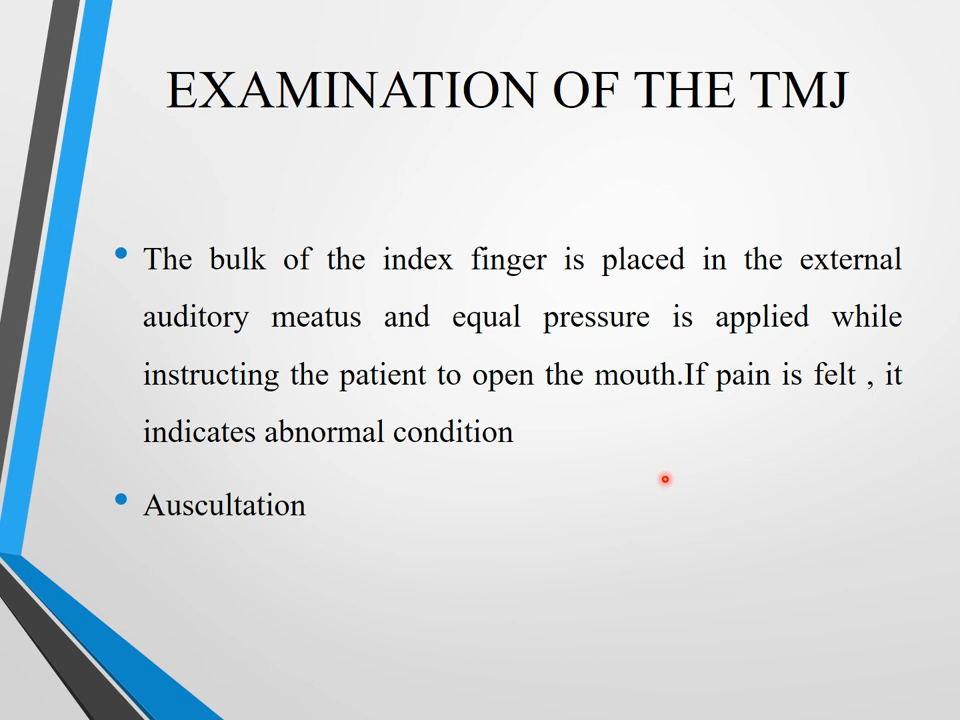 EXAMINATION OF THE TMJ
• The bulk of the index finger is placed in the external
auditory meatus and equal pressure is applied while
instructing the patient to open the mouth.If pain is felt , it
indicates abnormal condition
• Auscultation